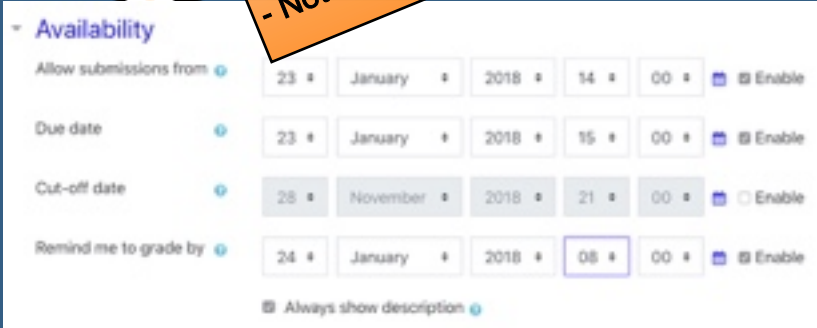 - Not
Availability
Allow submissions from 23 January 2018 14 00 Enable
Due date 23 January 2018 15 00 Enable
Cut-off date 28 November 2018 21 00 Enable
Remind me to grade by 24 January 2018 08 00 Enable
Always show description